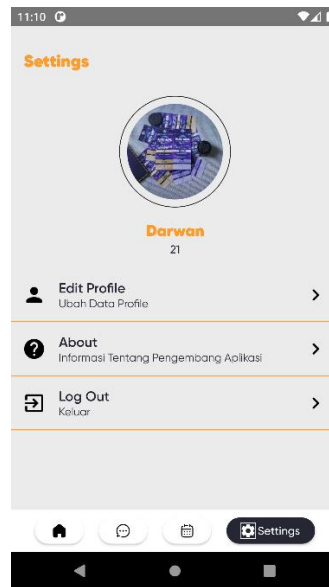 11:10
Settings
Darwan
21
Edit Profile
Ubah Data Profile
About
Informasi Tentang Pengembang Aplikasi
Log Out
Keluar
Settings